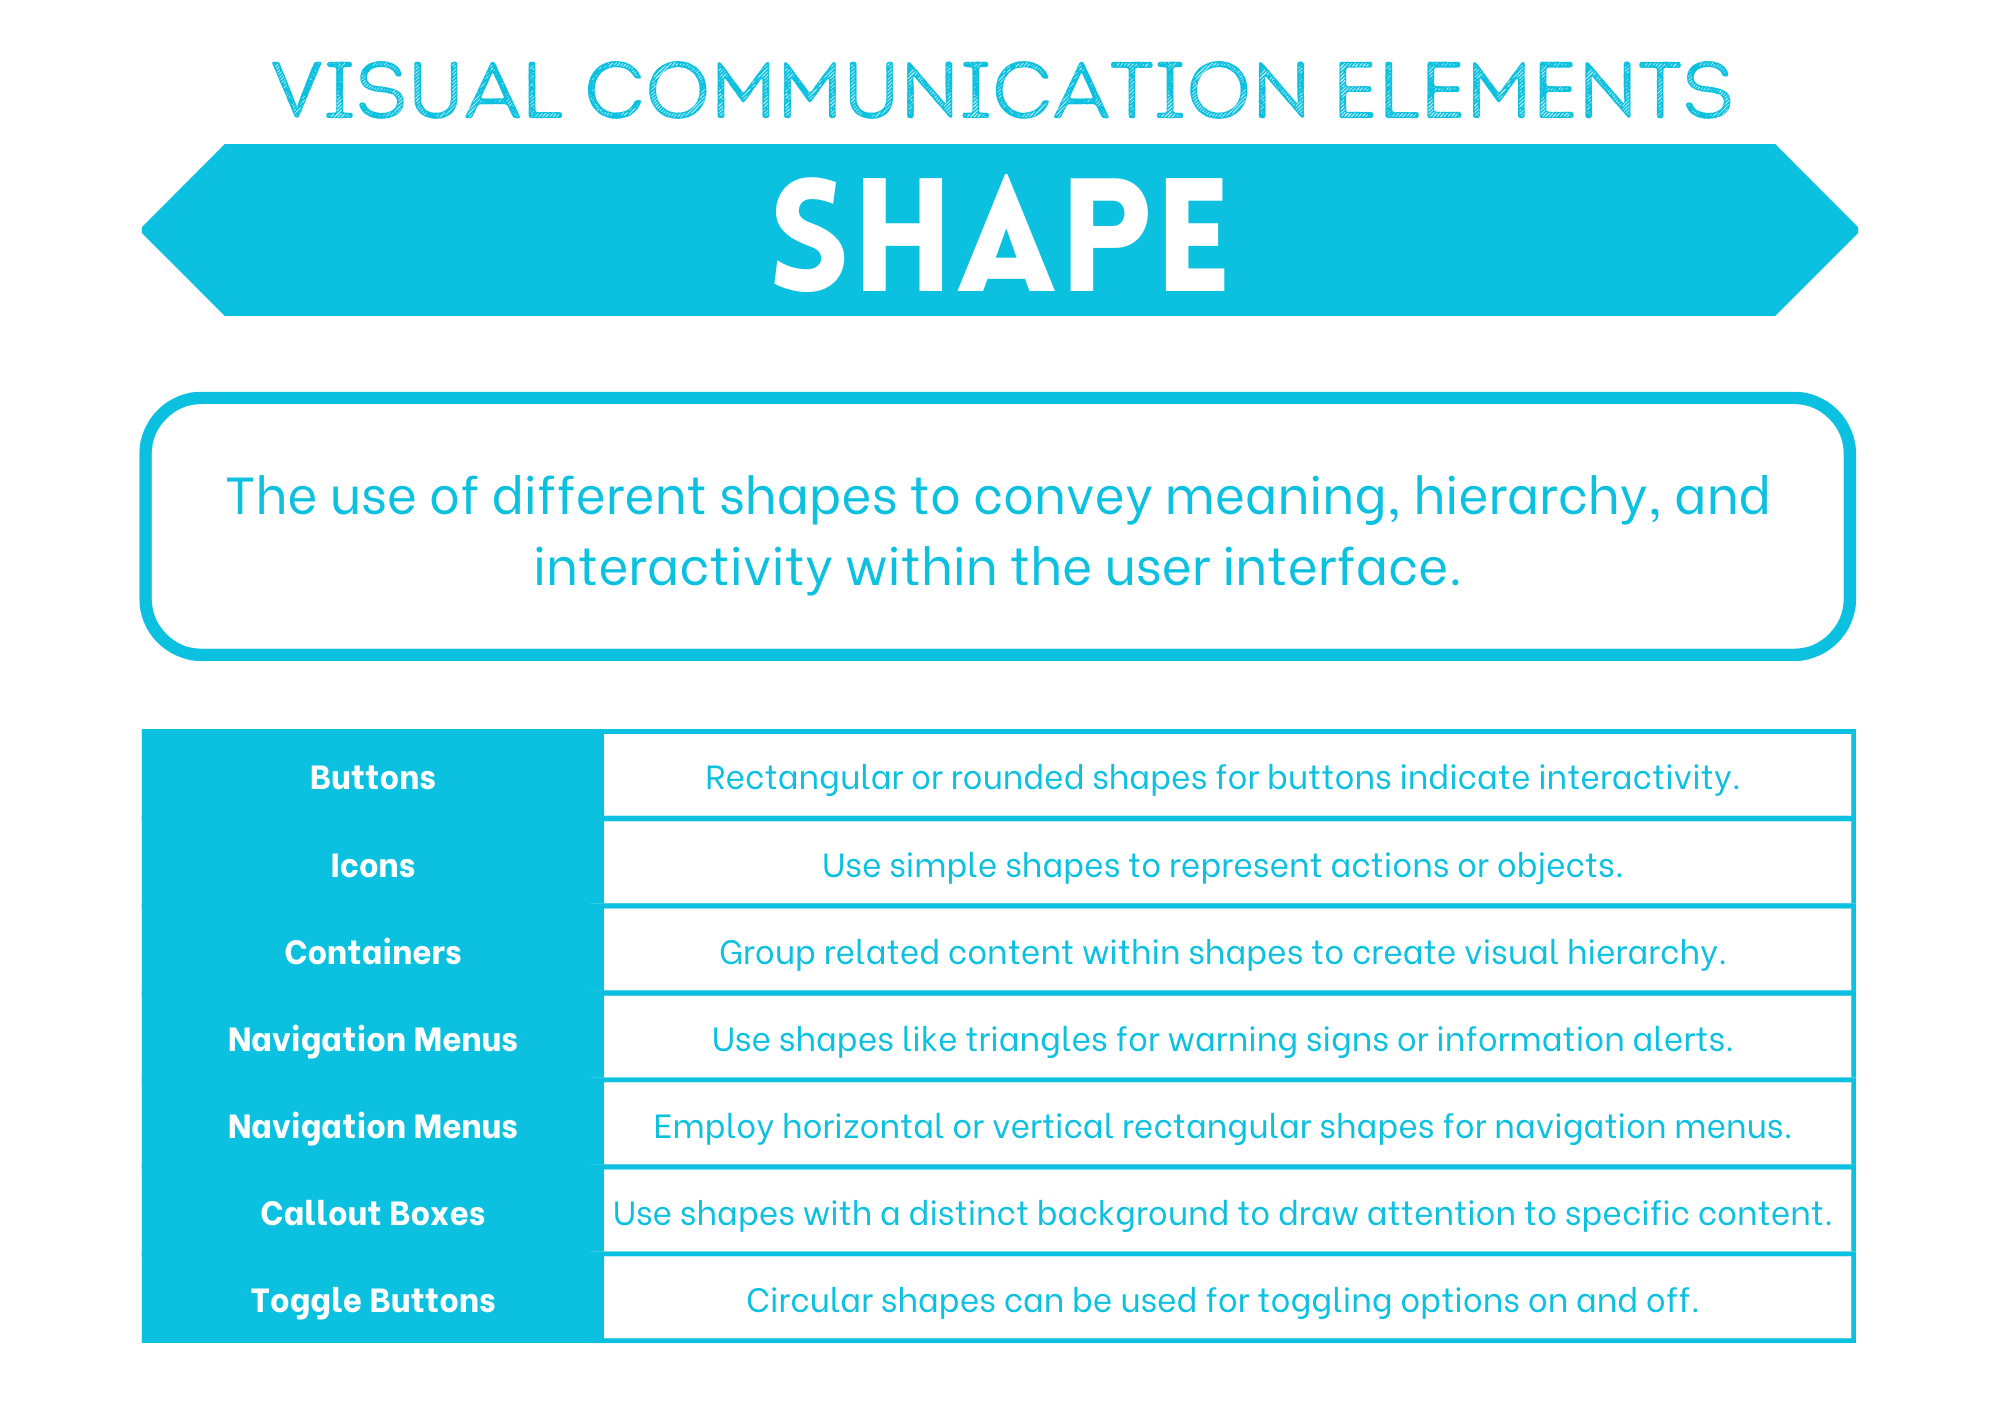 VISUAL COMMUNICATION ELEMENTS
SHAPE
The use of different shapes to convey meaning, hierarchy, and
interactivity within the user interface.
Buttons
Rectangular or rounded shapes for buttons indicate interactivity.
Icons
Use simple shapes to represent actions or objects.
Containers
Group related content within shapes to create visual hierarchy.
Navigation Menus
Use shapes like triangles for warning signs or information alerts.
Navigation Menus
Employ horizontal or vertical rectangular shapes for navigation menus.
Callout Boxes
Use shapes with a distinct background to draw attention to specific content.
Toggle Buttons
Circular shapes can be used for toggling options on and off.